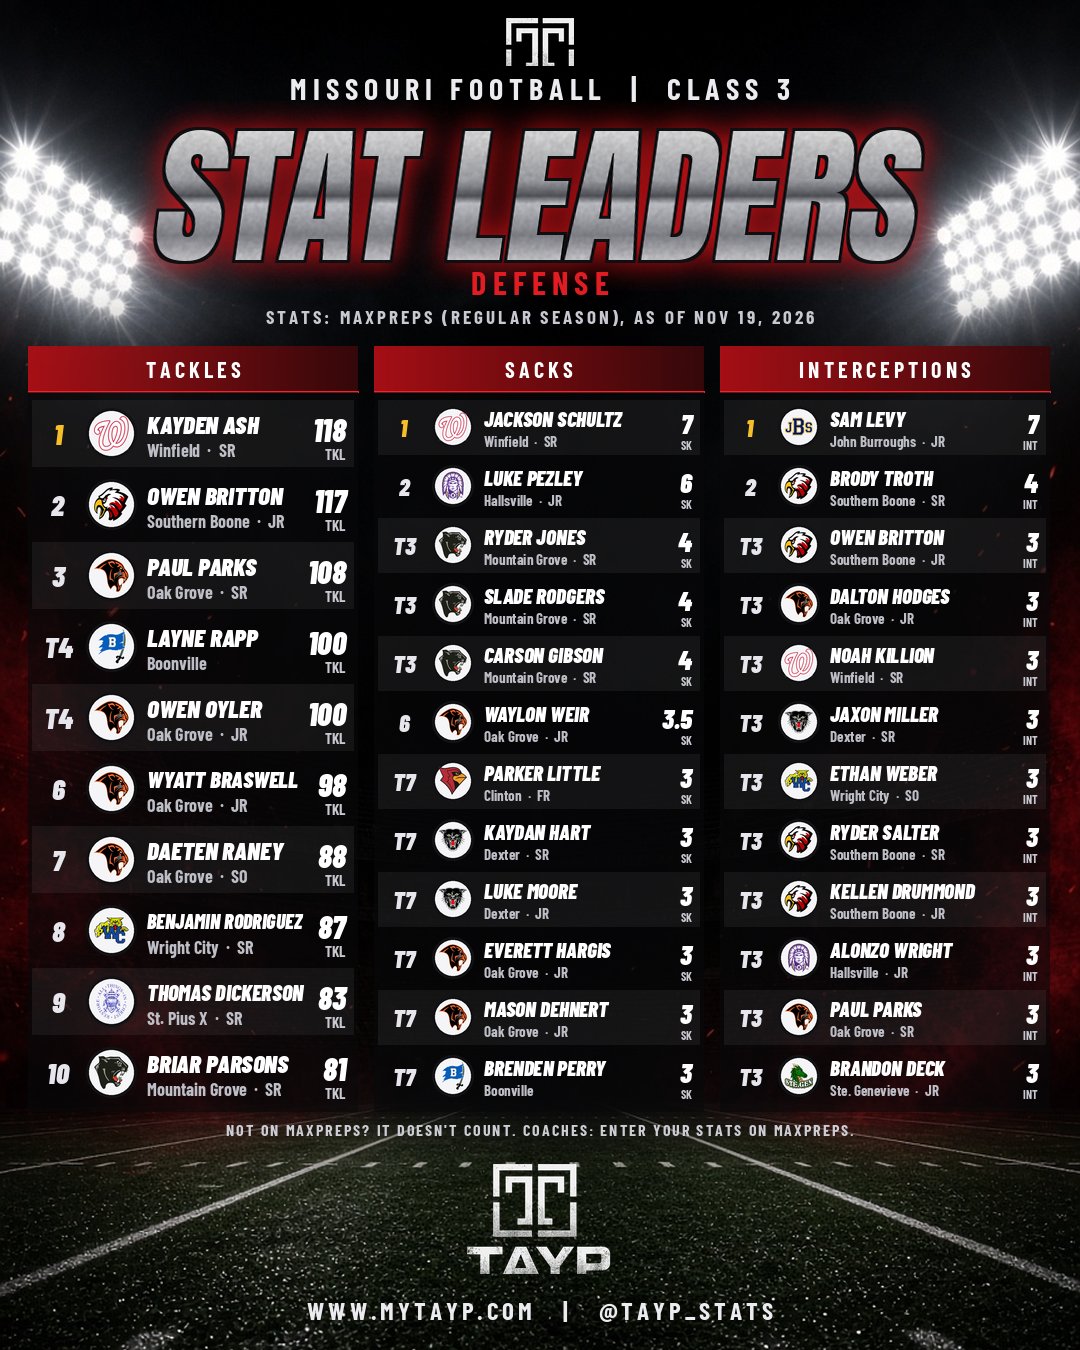 MISSOURI FOOTBALL | CLASS 3
STAT LEADERS
DEFENSE
STATS: MAXPREPS (REGULAR SEASON), AS OF NOV 19, 2026
TACKLES
1 KAYDEN ASH 118
Winfield · SR TKL
2 OWEN BRITTON 117
Southern Boone · JR TKL
3 PAUL PARKS 108
Oak Grove · SR TKL
T4 LAYNE RAPP 100
Boonville TKL
T4 OWEN OYLER 100
Oak Grove · JR TKL
6 WYATT BRASWELL 98
Oak Grove · JR TKL
7 DAETEN RANEY 88
Oak Grove · SO TKL
8 BENJAMIN RODRIGUEZ 87
Wright City · SR TKL
9 THOMAS DICKERSON 83
St. Pius X · SR TKL
10 BRIAR PARSONS 81
Mountain Grove · SR TKL
SACKS
1 JACKSON SCHULTZ 7
Winfield · SR SK
2 LUKE PEZLEY 6
Hallsville · JR SK
T3 RYDER JONES 4
Mountain Grove · SR SK
T3 SLADE RODGERS 4
Mountain Grove · SR SK
T3 CARSON GIBSON 4
Mountain Grove · SR SK
6 WAYLON WEIR 3.5
Oak Grove · JR SK
T7 PARKER LITTLE 3
Clinton · FR SK
T7 KAYDAN HART 3
Dexter · SR SK
T7 LUKE MOORE 3
Dexter · JR SK
T7 EVERETT HARGIS 3
Oak Grove · JR SK
T7 MASON DEHNERT 3
Oak Grove · JR SK
T7 BRENDEN PERRY 3
Boonville SK
INTERCEPTIONS
1 JBS SAM LEVY 7
John Burroughs · JR INT
2 BRODY TROTH 4
Southern Boone · SR INT
T3 OWEN BRITTON 3
Southern Boone · JR INT
T3 DALTON HODGES 3
Oak Grove · JR INT
T3 NOAH KILLION 3
Winfield · SR INT
T3 JAXON MILLER 3
Dexter · SR INT
T3 ETHAN WEBER 3
Wright City · SO INT
T3 RYDER SALTER 3
Southern Boone · SR INT
T3 KELLEN DRUMMOND 3
Southern Boone · JR INT
T3 ALONZO WRIGHT 3
Hallsville · JR INT
T3 PAUL PARKS 3
Oak Grove · SR INT
T3 STE. GEN BRANDON DECK 3
Ste. Genevieve · JR INT
NOT ON MAXPREPS? IT DOESN'T COUNT. COACHES: ENTER YOUR STATS ON MAXPREPS.
TAYP
WWW.MYTAYP.COM | @TAYP_STATS